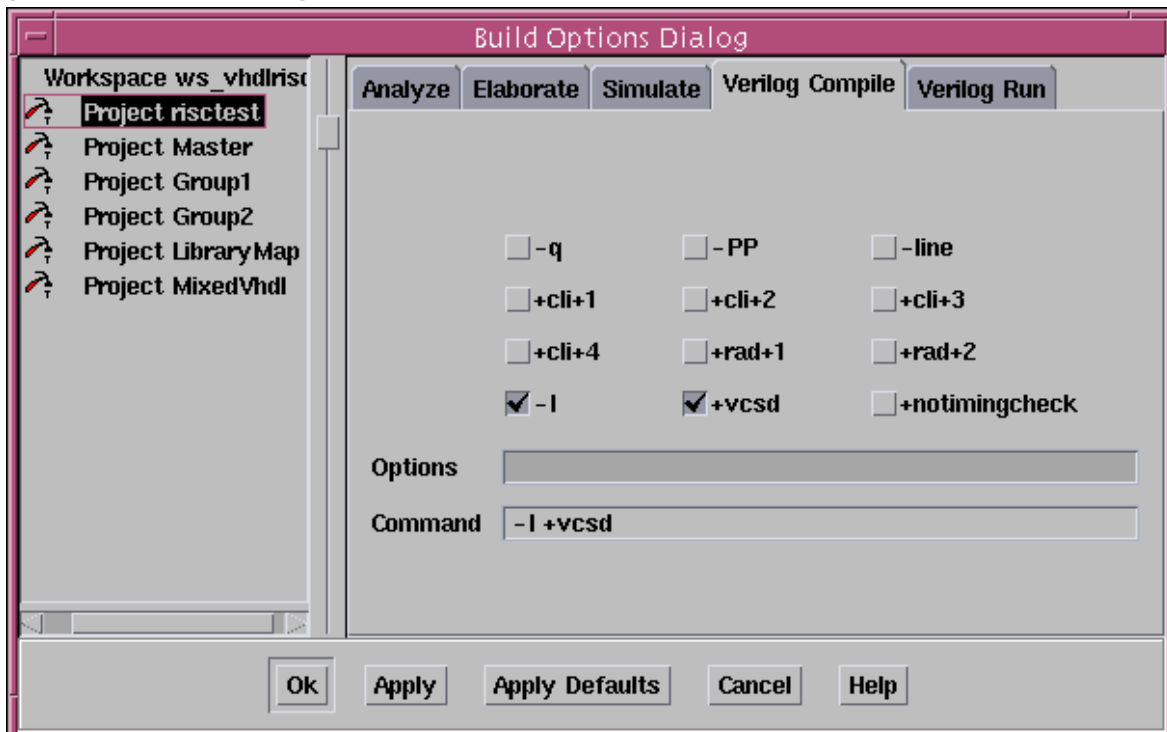 Build Options Dialog
Workspace ws_vhdlrisc
Project risctest
Project Master
Project Group1
Project Group2
Project LibraryMap
Project MixedVhdl
Analyze Elaborate Simulate Verilog Compile Verilog Run
-q -PP -line
+cli+1 +cli+2 +cli+3
+cli+4 +rad+1 +rad+2
-I +vcsd +notimingcheck
Options
Command -I +vcsd
Ok Apply Apply Defaults Cancel Help